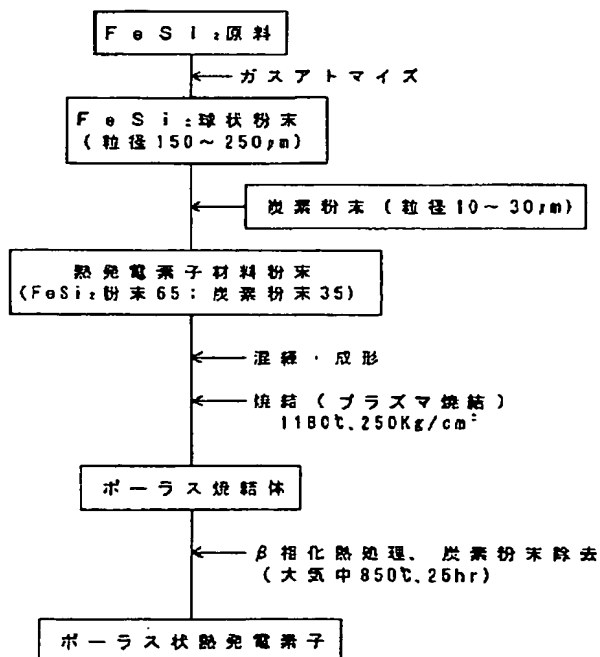 FeSi₂原料
ガスアトマイズ
FeSi₂球状粉末
(粒径150~250μm)
炭素粉末(粒径10~30μm)
熱発電素子材料粉末
(FeSi₂粉末65:炭素粉末35)
混練・成形
焼結(プラズマ焼結)
1180℃、250Kg/cm²
ポーラス焼結体
β相化熱処理、炭素粉末除去
(大気中850℃、25hr)
ポーラス状熱発電素子